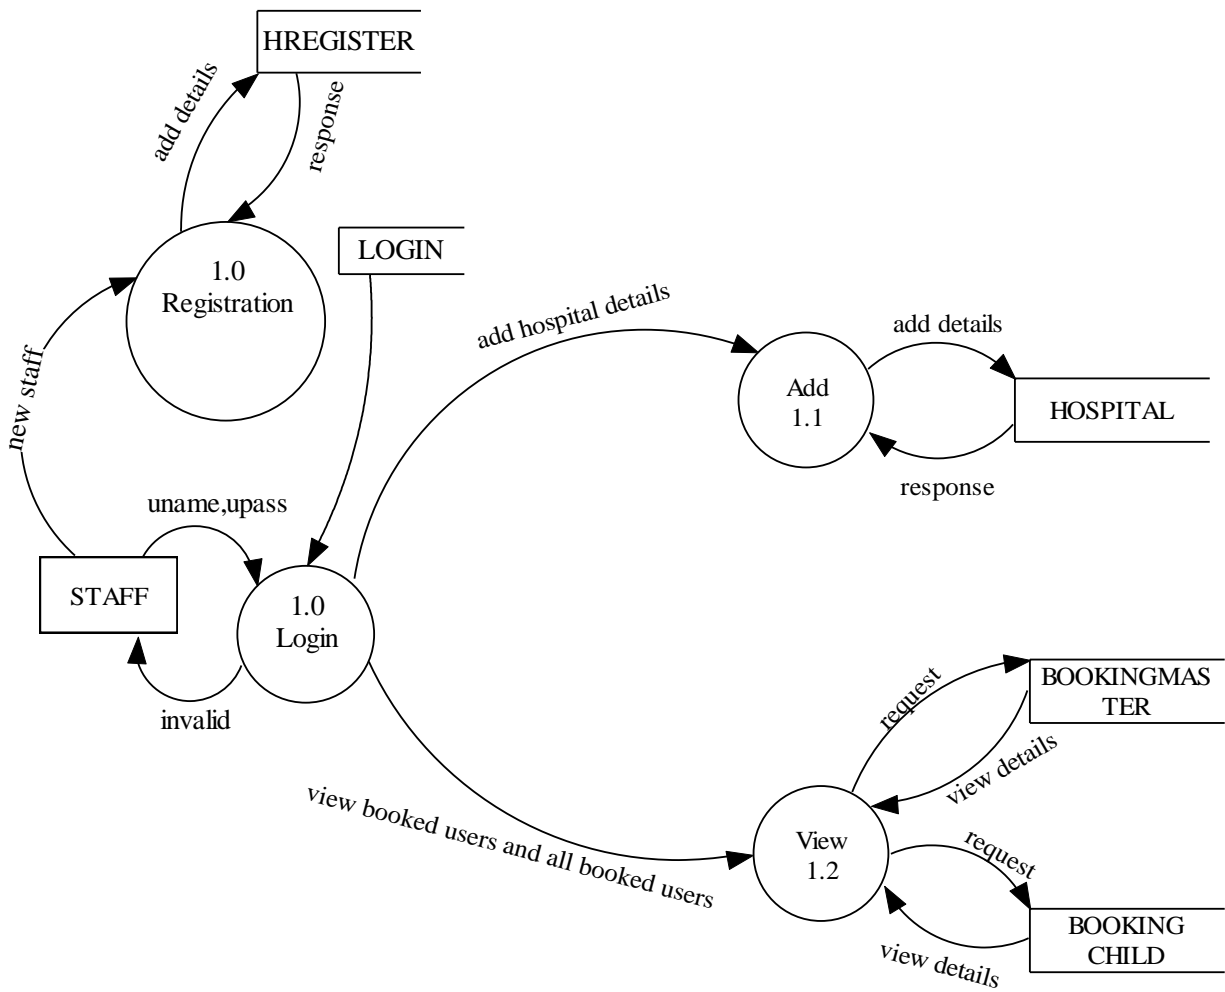 HREGISTER
add details
response
LOGIN
1.0
Registration
add hospital details
add details
new staff
Add
1.1
HOSPITAL
response
uname,upass
STAFF
1.0
Login
invalid
request
BOOKINGMAS
TER
view details
view booked users and all booked users
View
1.2
request
BOOKING
CHILD
view details